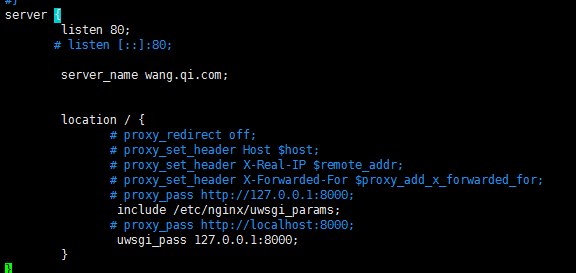 #}
server {
listen 80;
# listen [::]:80;
server_name wang.qi.com;
location / {
# proxy_redirect off;
# proxy_set_header Host $host;
# proxy_set_header X-Real-IP $remote_addr;
# proxy_set_header X-Forwarded-For $proxy_add_x_forwarded_for;
# proxy_pass http://127.0.0.1:8000;
include /etc/nginx/uwsgi_params;
# proxy_pass http://localhost:8000;
uwsgi_pass 127.0.0.1:8000;
}
}